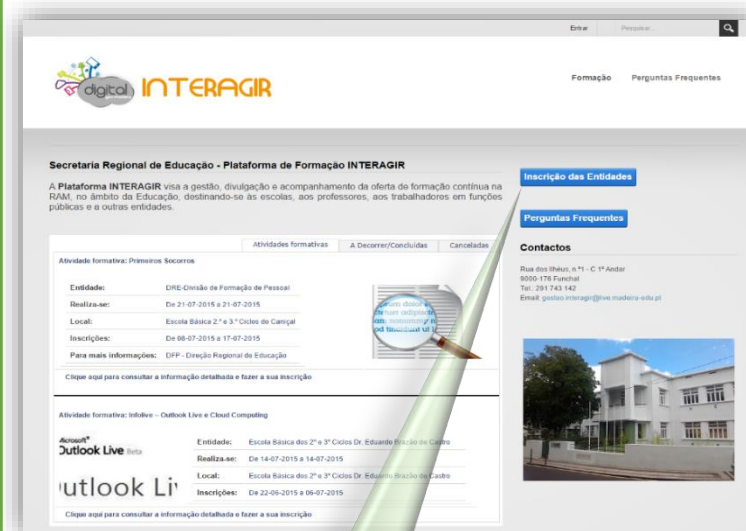 Entrar Pesquisar...
digital INTERAGIR
Formação Perguntas Frequentes
Secretaria Regional de Educação - Plataforma de Formação INTERAGIR
A Plataforma INTERAGIR visa a gestão, divulgação e acompanhamento da oferta de formação contínua na
RAM, no âmbito da Educação, destinando-se às escolas, aos professores, aos trabalhadores em funções
públicas e a outras entidades.
Inscrição das Entidades
Perguntas Frequentes
Contactos
Rua dos Ilhéus, n.º1 - C 1º Andar
9000-176 Funchal
Tel.: 291 743 142
Email: gestao.interagir@live.madeira-edu.pt
Atividades formativas A Decorrer/Concluídas Canceladas
Atividade formativa: Primeiros Socorros
Entidade: DRE-Divisão de Formação de Pessoal
Realiza-se: De 21-07-2015 a 21-07-2015
Local: Escola Básica 2.º e 3.º Ciclos do Caniçal
Inscrições: De 08-07-2015 a 17-07-2015
Para mais informações: DFP - Direção Regional de Educação
Clique aqui para consultar a informação detalhada e fazer a sua inscrição
Atividade formativa: Infolive – Outlook Live e Cloud Computing
Microsoft®
Outlook Live Beta
utlook Li
Entidade: Escola Básica dos 2º e 3º Ciclos Dr. Eduardo Brazão de Castro
Realiza-se: De 14-07-2015 a 14-07-2015
Local: Escola Básica dos 2º e 3º Ciclos Dr. Eduardo Brazão de Castro
Inscrições: De 22-06-2015 a 06-07-2015
Clique aqui para consultar a informação detalhada e fazer a sua inscrição